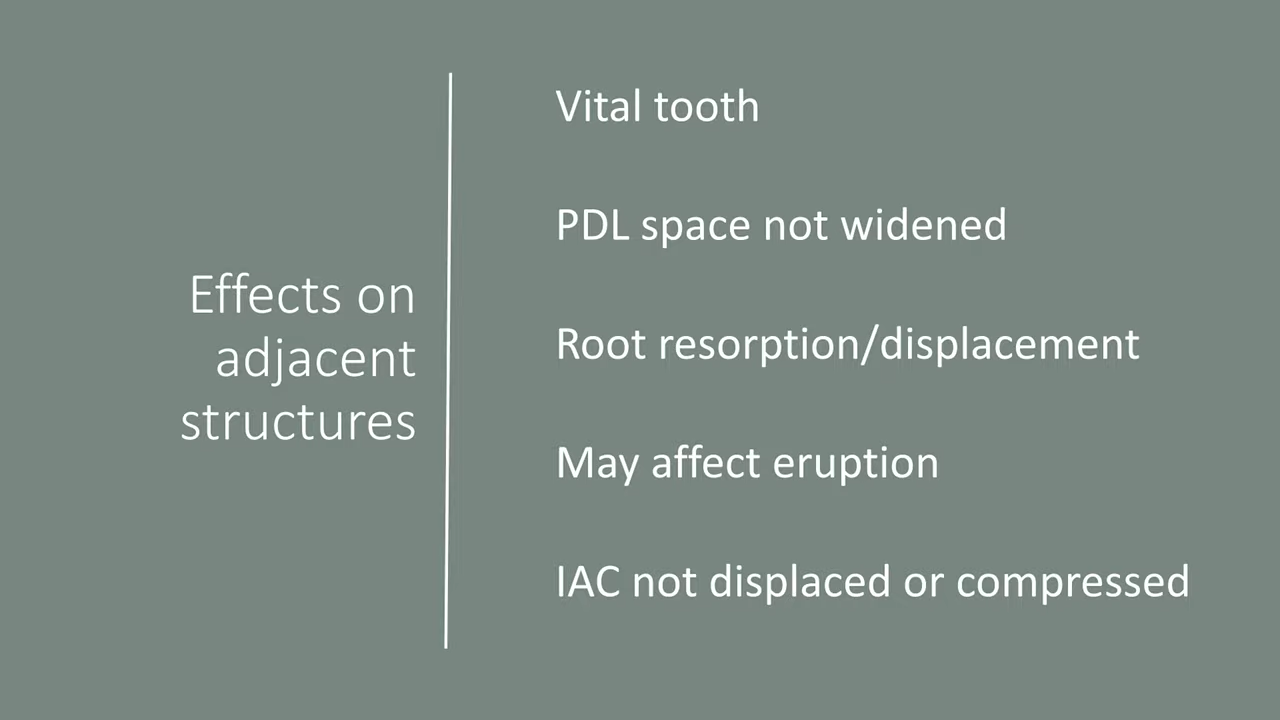 Effects on
adjacent
structures
Vital tooth
PDL space not widened
Root resorption/displacement
May affect eruption
IAC not displaced or compressed